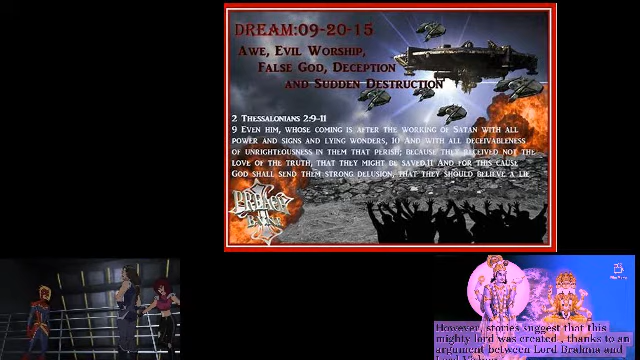 DREAM:09-20-15
AWE, EVIL WORSHIP,
FALSE GOD, DECEPTION
AND SUDDEN DESTRUCTION
2 THESSALONIANS 2:9-11
9 EVEN HIM, WHOSE COMING IS AFTER THE WORKING OF SATAN WITH ALL
POWER AND SIGNS AND LYING WONDERS, 10 AND WITH ALL DECEIVABLENESS
OF UNRIGHTEOUSNESS IN THEM THAT PERISH; BECAUSE THEY RECEIVED NOT THE
LOVE OF THE TRUTH, THAT THEY MIGHT BE SAVED.11 AND FOR THIS CAUSE
GOD SHALL SEND THEM STRONG DELUSION, THAT THEY SHOULD BELIEVE A LIE
However, stories suggest that this
mighty lord was created , thanks to an
argument between Lord Brahma and